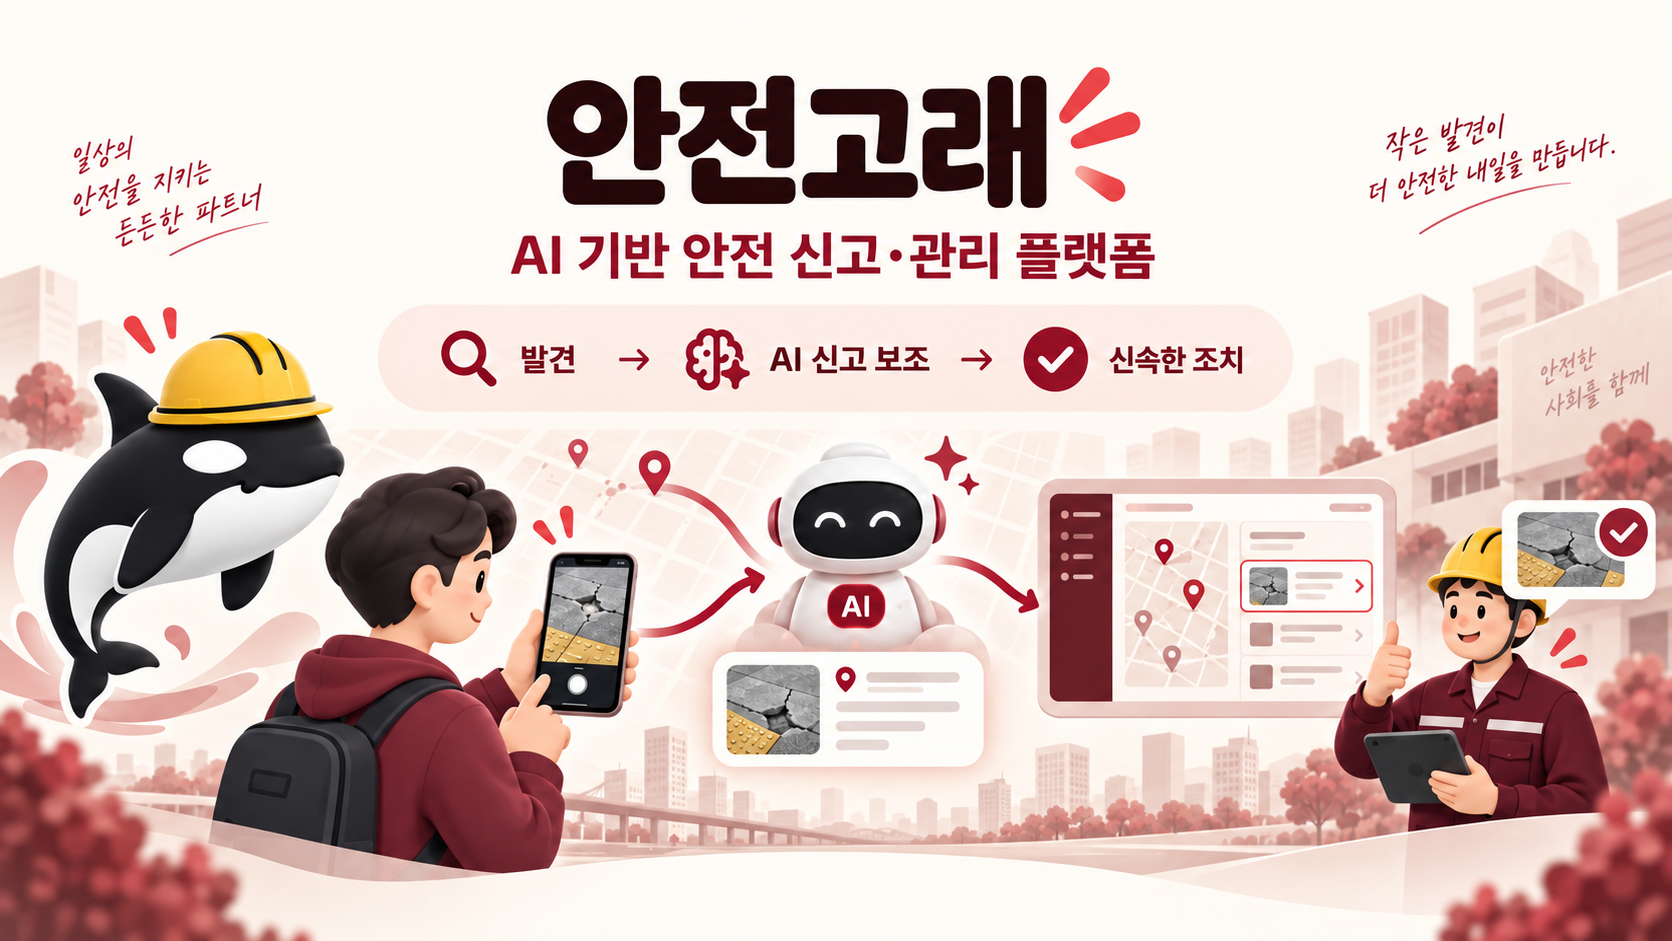 안전고래
AI 기반 안전 신고·관리 플랫폼
일상의
안전을 지키는
든든한 파트너
작은 발견이
더 안전한 내일을 만듭니다.
발견 → AI 신고 보조 → 신속한 조치
안전한
사회를 함께
AI